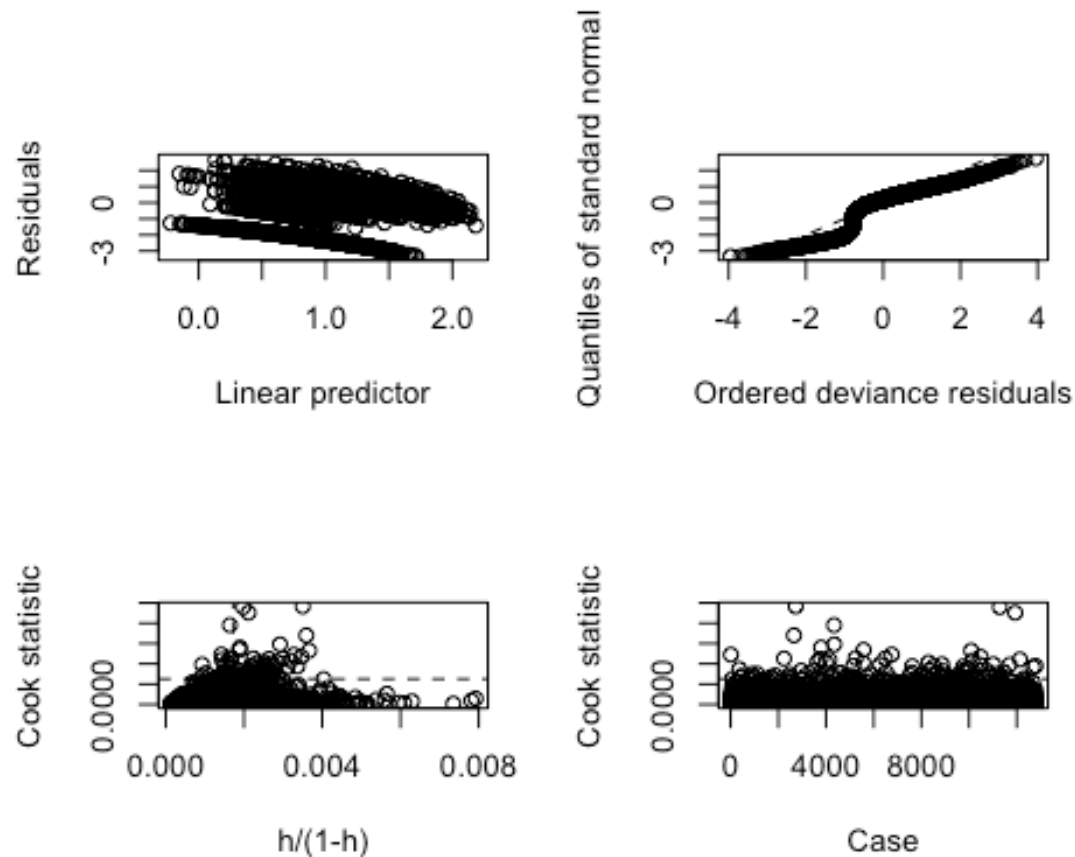 Residuals
0
-3
0.0 1.0 2.0
Linear predictor
Quantiles of standard normal
0
-3
-4 -2 0 2 4
Ordered deviance residuals
Cook statistic
0.0000
0.000 0.004 0.008
h/(1-h)
Cook statistic
0.0000
0 4000 8000
Case